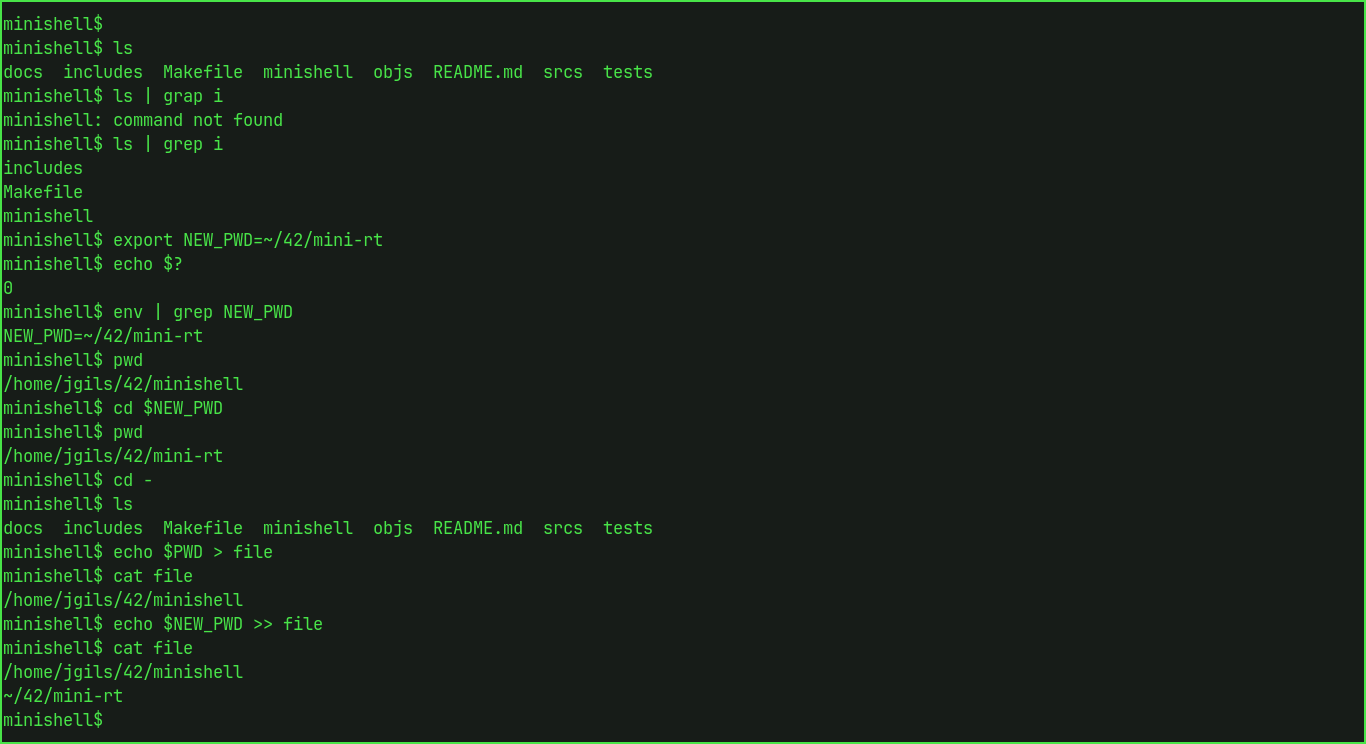 minishell$
minishell$ ls
docs  includes  Makefile  minishell  objs  README.md  srcs  tests
minishell$ ls | grap i
minishell: command not found
minishell$ ls | grep i
includes
Makefile
minishell
minishell$ export NEW_PWD=~/42/mini-rt
minishell$ echo $?
0
minishell$ env | grep NEW_PWD
NEW_PWD=~/42/mini-rt
minishell$ pwd
/home/jgils/42/minishell
minishell$ cd $NEW_PWD
minishell$ pwd
/home/jgils/42/mini-rt
minishell$ cd -
minishell$ ls
docs  includes  Makefile  minishell  objs  README.md  srcs  tests
minishell$ echo $PWD > file
minishell$ cat file
/home/jgils/42/minishell
minishell$ echo $NEW_PWD >> file
minishell$ cat file
/home/jgils/42/minishell
~/42/mini-rt
minishell$